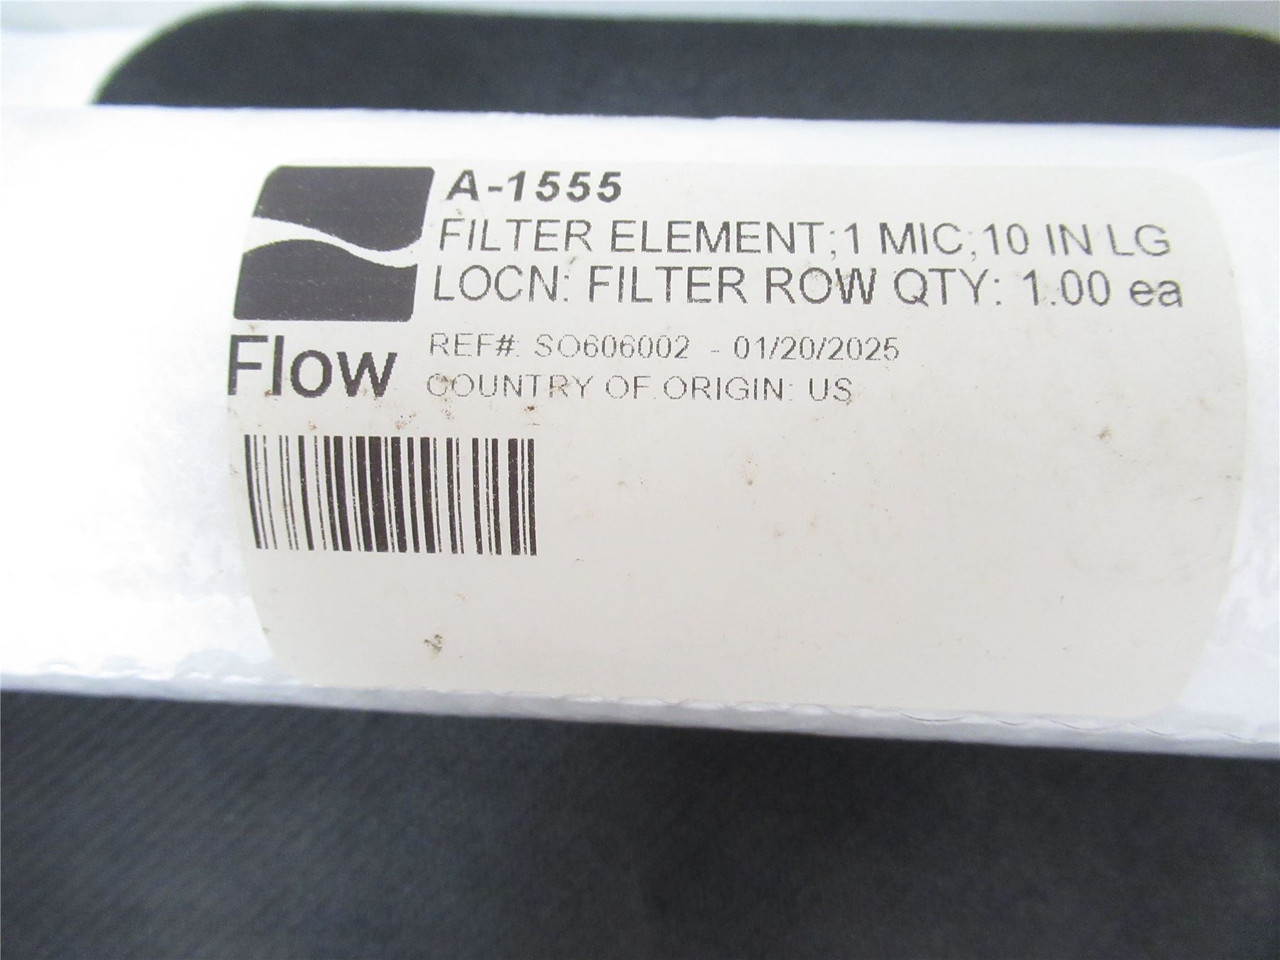 A-1555
FILTER ELEMENT;1 MIC;10 IN LG
LOCN: FILTER ROW QTY: 1.00 ea
Flow
REF#: SO606002 - 01/20/2025
COUNTRY OF ORIGIN: US